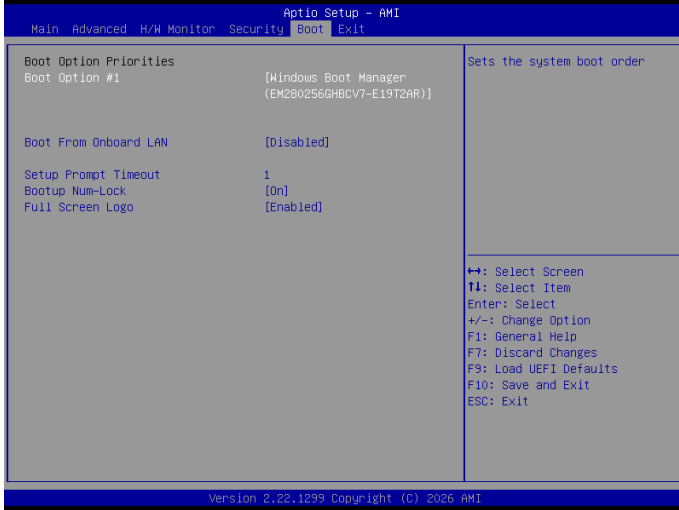 Aptio Setup - AMI
Main Advanced H/W Monitor Security Boot Exit
Boot Option Priorities
Boot Option #1 [Windows Boot Manager
(EM280256GHBCV7-E19T2AR)]
Boot From Onboard LAN [Disabled]
Setup Prompt Timeout 1
Bootup Num-Lock [On]
Full Screen Logo [Enabled]
Sets the system boot order
↔: Select Screen
↑↓: Select Item
Enter: Select
+/-: Change Option
F1: General Help
F7: Discard Changes
F9: Load UEFI Defaults
F10: Save and Exit
ESC: Exit
Version 2.22.1299 Copyright (C) 2026 AMI